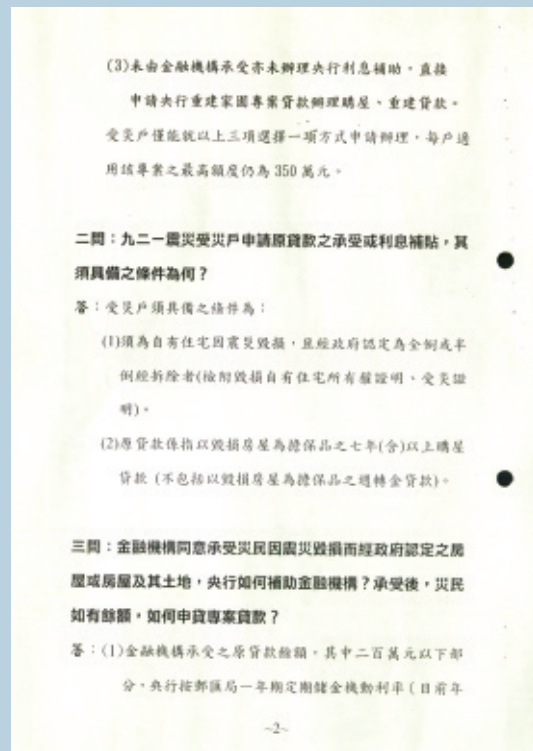 (3)未由金融機構承受亦未辦理央行利息補助，直接
申請央行重建家園專案貸款辦理購屋、重建貸款。
受災戶僅能就以上三項選擇一項方式申請辦理，每戶適
用該專案之最高額度仍為 350 萬元。
二問：九二一震災受災戶申請原貸款之承受或利息補貼，其
須具備之條件為何？
答：受災戶須具備之條件為：
(1)須為自有住宅因震災毀損，且經政府認定為全倒或半
倒經拆除者(檢附毀損自有住宅所有權證明、受災證
明)。
(2)原貸款係指以毀損房屋為擔保品之七年(含)以上購屋
貸款 (不包括以毀損房屋為擔保品之週轉金貸款)。
三問：金融機構同意承受災民因震災毀損而經政府認定之房
屋或房屋及其土地，央行如何補助金融機構？承受後，災民
如有餘額，如何申貸專案貸款？
答：(1)金融機構承受之原貸款餘額，其中二百萬元以下部
分，央行按郵匯局一年期定期儲金機動利率（目前年
~2~